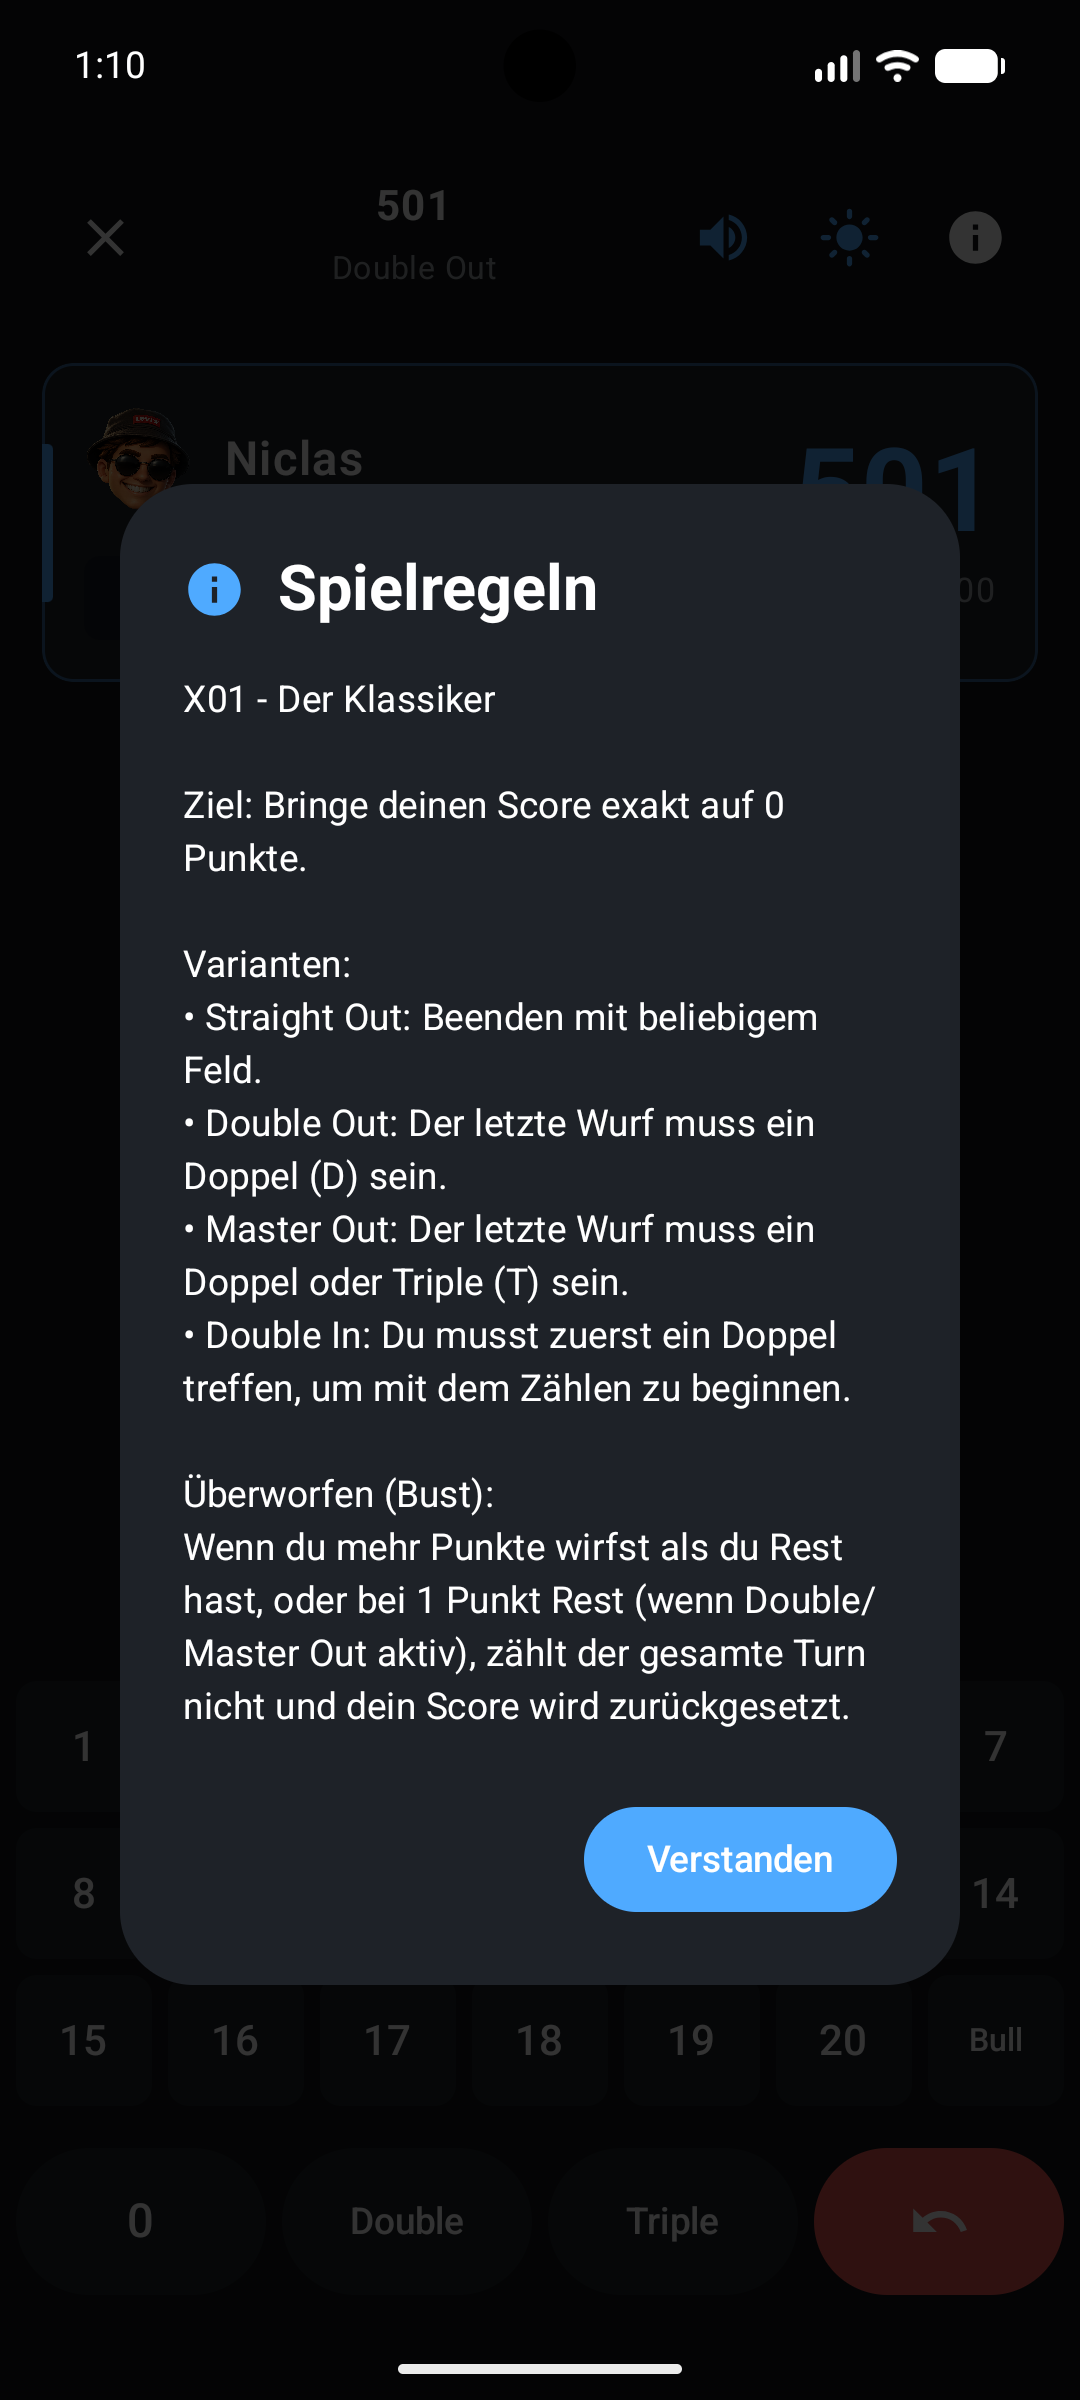 1:10
501
Double Out
Niclas
501
00
Spielregeln
X01 - Der Klassiker
Ziel: Bringe deinen Score exakt auf 0
Punkte.
Varianten:
• Straight Out: Beenden mit beliebigem
Feld.
• Double Out: Der letzte Wurf muss ein
Doppel (D) sein.
• Master Out: Der letzte Wurf muss ein
Doppel oder Triple (T) sein.
• Double In: Du musst zuerst ein Doppel
treffen, um mit dem Zählen zu beginnen.
Überworfen (Bust):
Wenn du mehr Punkte wirfst als du Rest
hast, oder bei 1 Punkt Rest (wenn Double/
Master Out aktiv), zählt der gesamte Turn
nicht und dein Score wird zurückgesetzt.
Verstanden
1 7
8 14
15 16 17 18 19 20 Bull
0 Double Triple